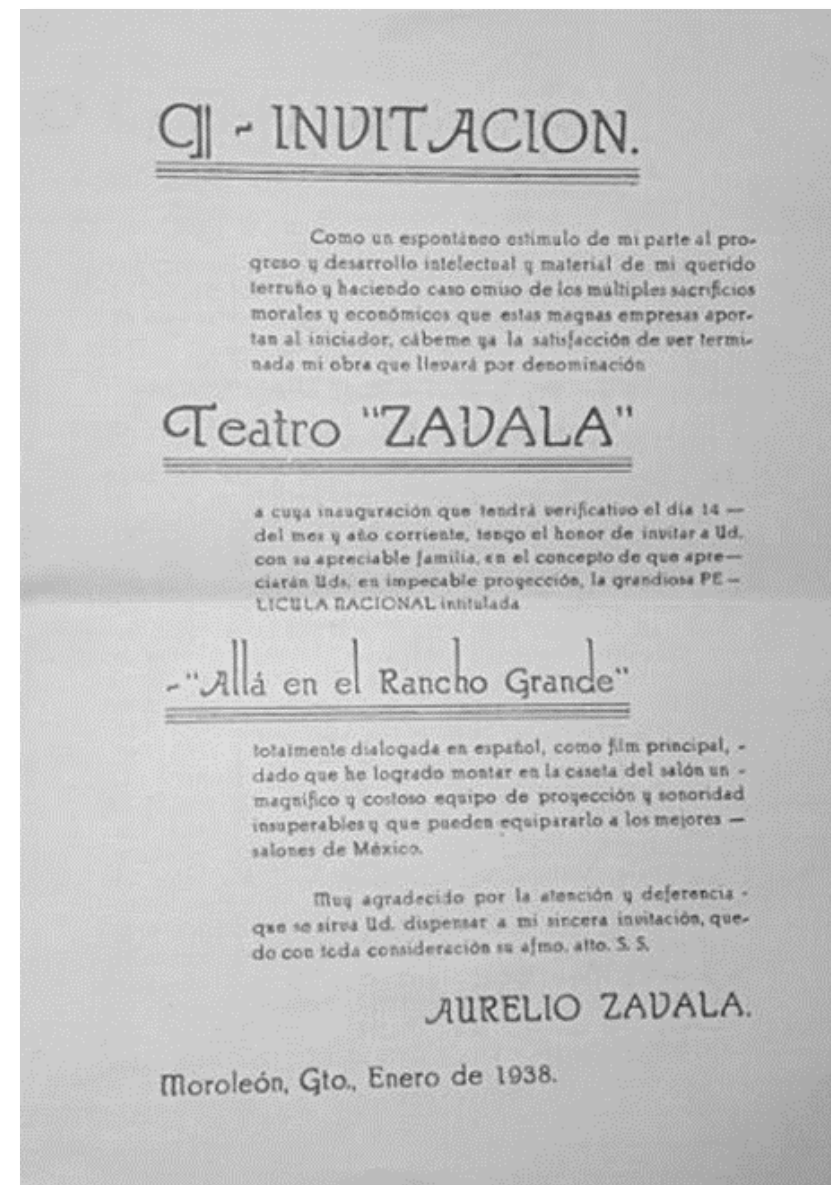 ¶ - INVITACION.
Como un espontáneo estímulo de mi parte al pro-
greso y desarrollo intelectual y material de mi querido
terruño y haciendo caso omiso de los múltiples sacrificios
morales y económicos que estas magnas empresas apor-
tan al iniciador, cábeme ya la satisfacción de ver termi-
nada mi obra que llevará por denominación
Teatro "ZAVALA"
a cuya inauguración que tendrá verificativo el día 14 —
del mes y año corriente, tengo el honor de invitar a Ud.
con su apreciable familia, en el concepto de que apre—
ciarán Uds. en impecable proyección, la grandiosa PE—
LICULA NACIONAL intitulada
-"Allá en el Rancho Grande"
totalmente dialogada en español, como film principal, -
dado que he logrado montar en la caseta del salón un -
magnífico y costoso equipo de proyección y sonoridad
insuperables y que pueden equipararlo a los mejores —
salones de México.
Muy agradecido por la atención y deferencia -
que se sirva Ud. dispensar a mi sincera invitación, que-
do con toda consideración su afmo. atto. S. S.
AURELIO ZAVALA.
Moroleón, Gto., Enero de 1938.